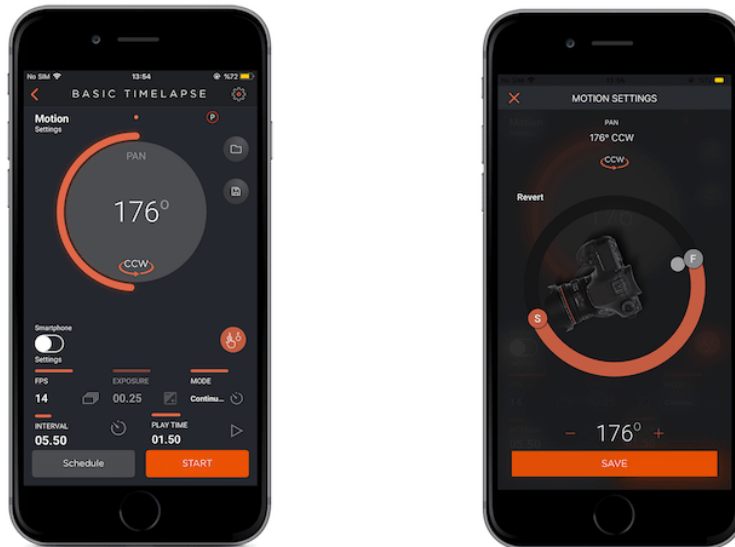 No SIM 13:54 %72
BASIC TIMELAPSE
Motion
Settings
P
PAN
176°
CCW
Smartphone
Settings
FPS EXPOSURE MODE
14 00.25 Continu...
INTERVAL PLAY TIME
05.50 01.50
Schedule START
MOTION SETTINGS
PAN
176° CCW
CCW
Revert
F
S
− 176° +
SAVE